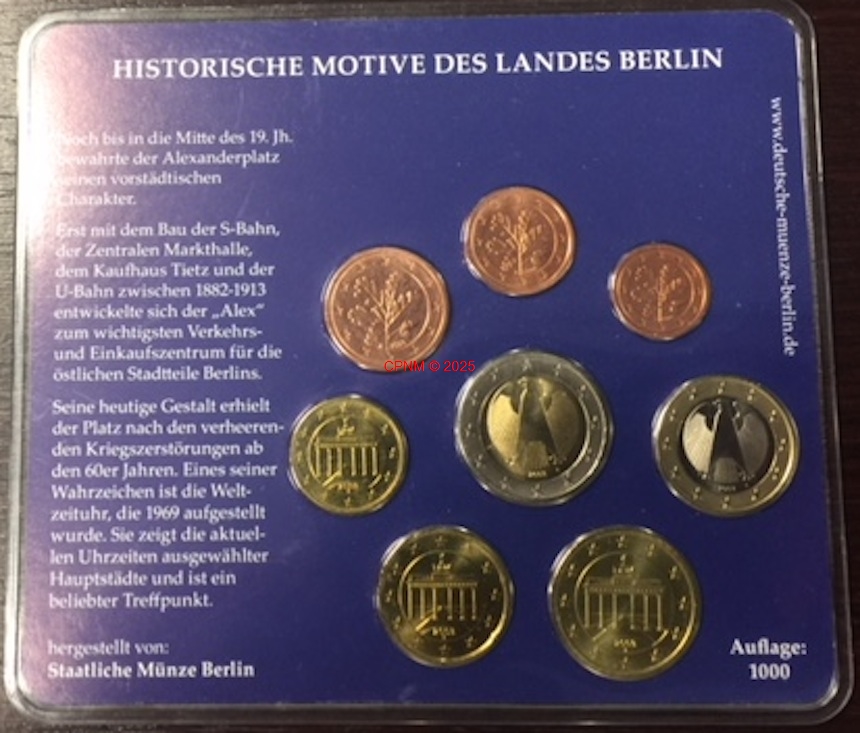 HISTORISCHE MOTIVE DES LANDES BERLIN
Noch bis in die Mitte des 19. Jh.
bewahrte der Alexanderplatz
seinen vorstädtischen
Charakter.
Erst mit dem Bau der S-Bahn,
der Zentralen Markthalle,
dem Kaufhaus Tietz und der
U-Bahn zwischen 1882-1913
entwickelte sich der „Alex“
zum wichtigsten Verkehrs-
und Einkaufszentrum für die
östlichen Stadtteile Berlins.
Seine heutige Gestalt erhielt
der Platz nach den verheeren-
den Kriegszerstörungen ab
den 60er Jahren. Eines seiner
Wahrzeichen ist die Welt-
zeituhr, die 1969 aufgestellt
wurde. Sie zeigt die aktuel-
len Uhrzeiten ausgewählter
Hauptstädte und ist ein
beliebter Treffpunkt.
hergestellt von:
Staatliche Münze Berlin
www.deutsche-muenze-berlin.de
CPNM © 2025
Auflage:
1000